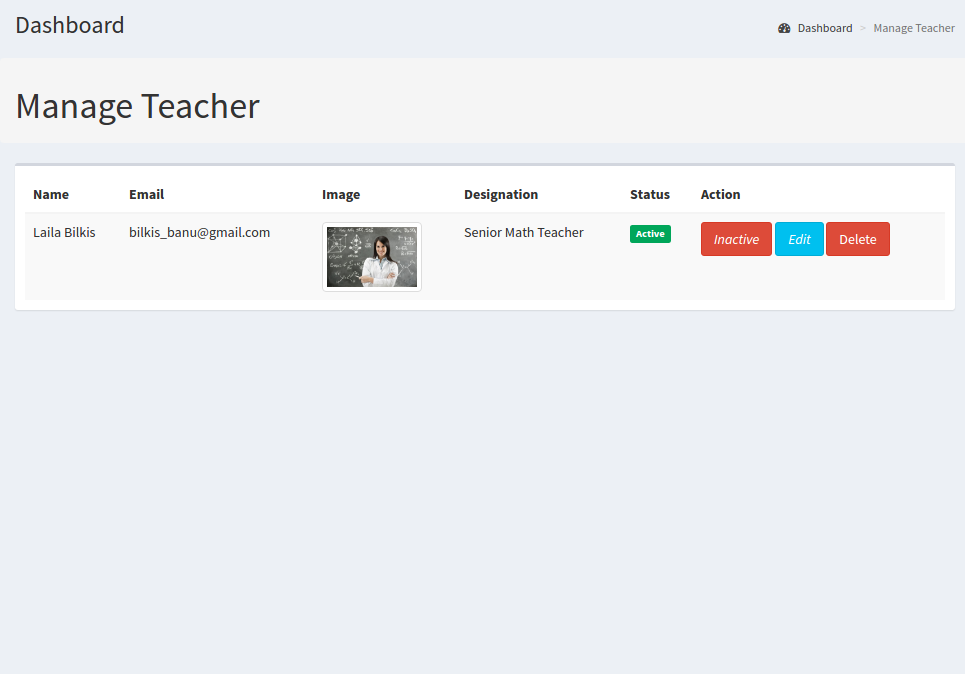 Dashboard
Dashboard > Manage Teacher
Manage Teacher
Name Email Image Designation Status Action
Laila Bilkis bilkis_banu@gmail.com Senior Math Teacher Active Inactive Edit Delete